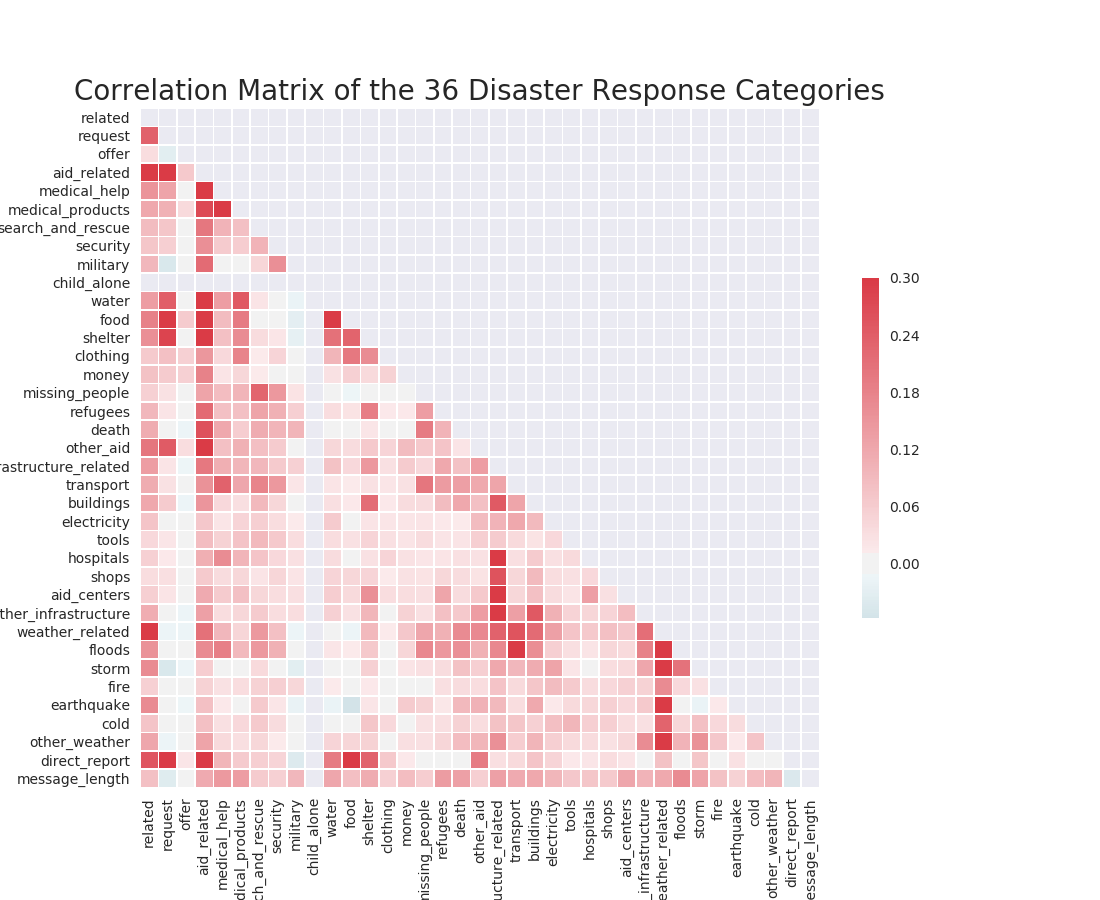 Correlation Matrix of the 36 Disaster Response Categories
related
request
offer
aid_related
medical_help
medical_products
search_and_rescue
security
military
child_alone
water
food
shelter
clothing
money
missing_people
refugees
death
other_aid
rastructure_related
transport
buildings
electricity
tools
hospitals
shops
aid_centers
ther_infrastructure
weather_related
floods
storm
fire
earthquake
cold
other_weather
direct_report
message_length
0.30
0.24
0.18
0.12
0.06
0.00
related
request
offer
aid_related
medical_help
dical_products
ch_and_rescue
security
military
child_alone
water
food
shelter
clothing
money
missing_people
refugees
death
other_aid
ucture_related
transport
buildings
electricity
tools
hospitals
shops
aid_centers
_infrastructure
eather_related
floods
storm
fire
earthquake
cold
other_weather
direct_report
essage_length